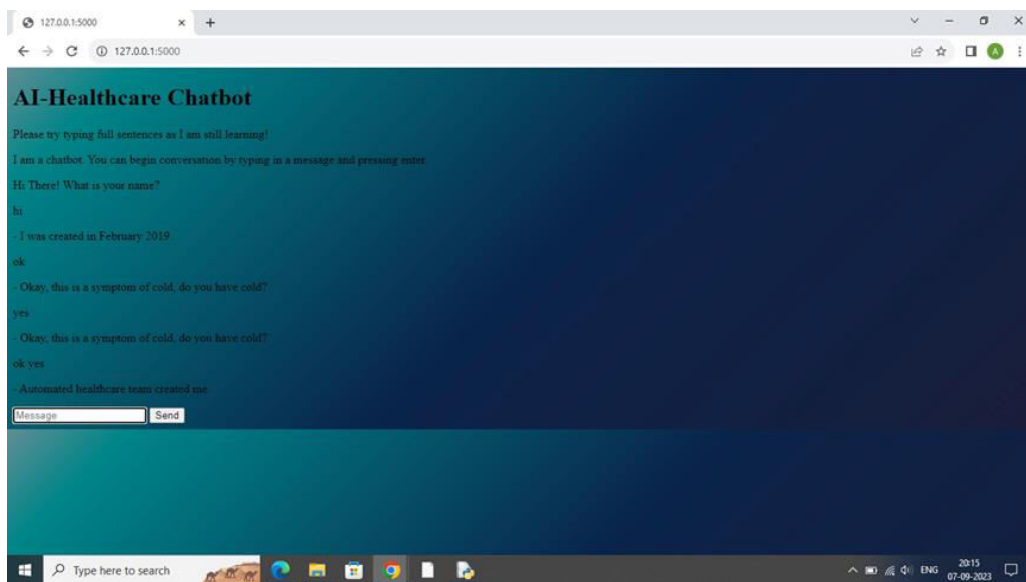 127.0.0.1:5000
127.0.0.1:5000
A
AI-Healthcare Chatbot
Please try typing full sentences as I am still learning!
I am a chatbot. You can begin conversation by typing in a message and pressing enter.
Hi There! What is your name?
hi
- I was created in February 2019
ok
- Okay, this is a symptom of cold, do you have cold?
yes
- Okay, this is a symptom of cold, do you have cold?
ok yes
- Automated healthcare team created me.
Message Send
Type here to search ENG 20:15
07-09-2023